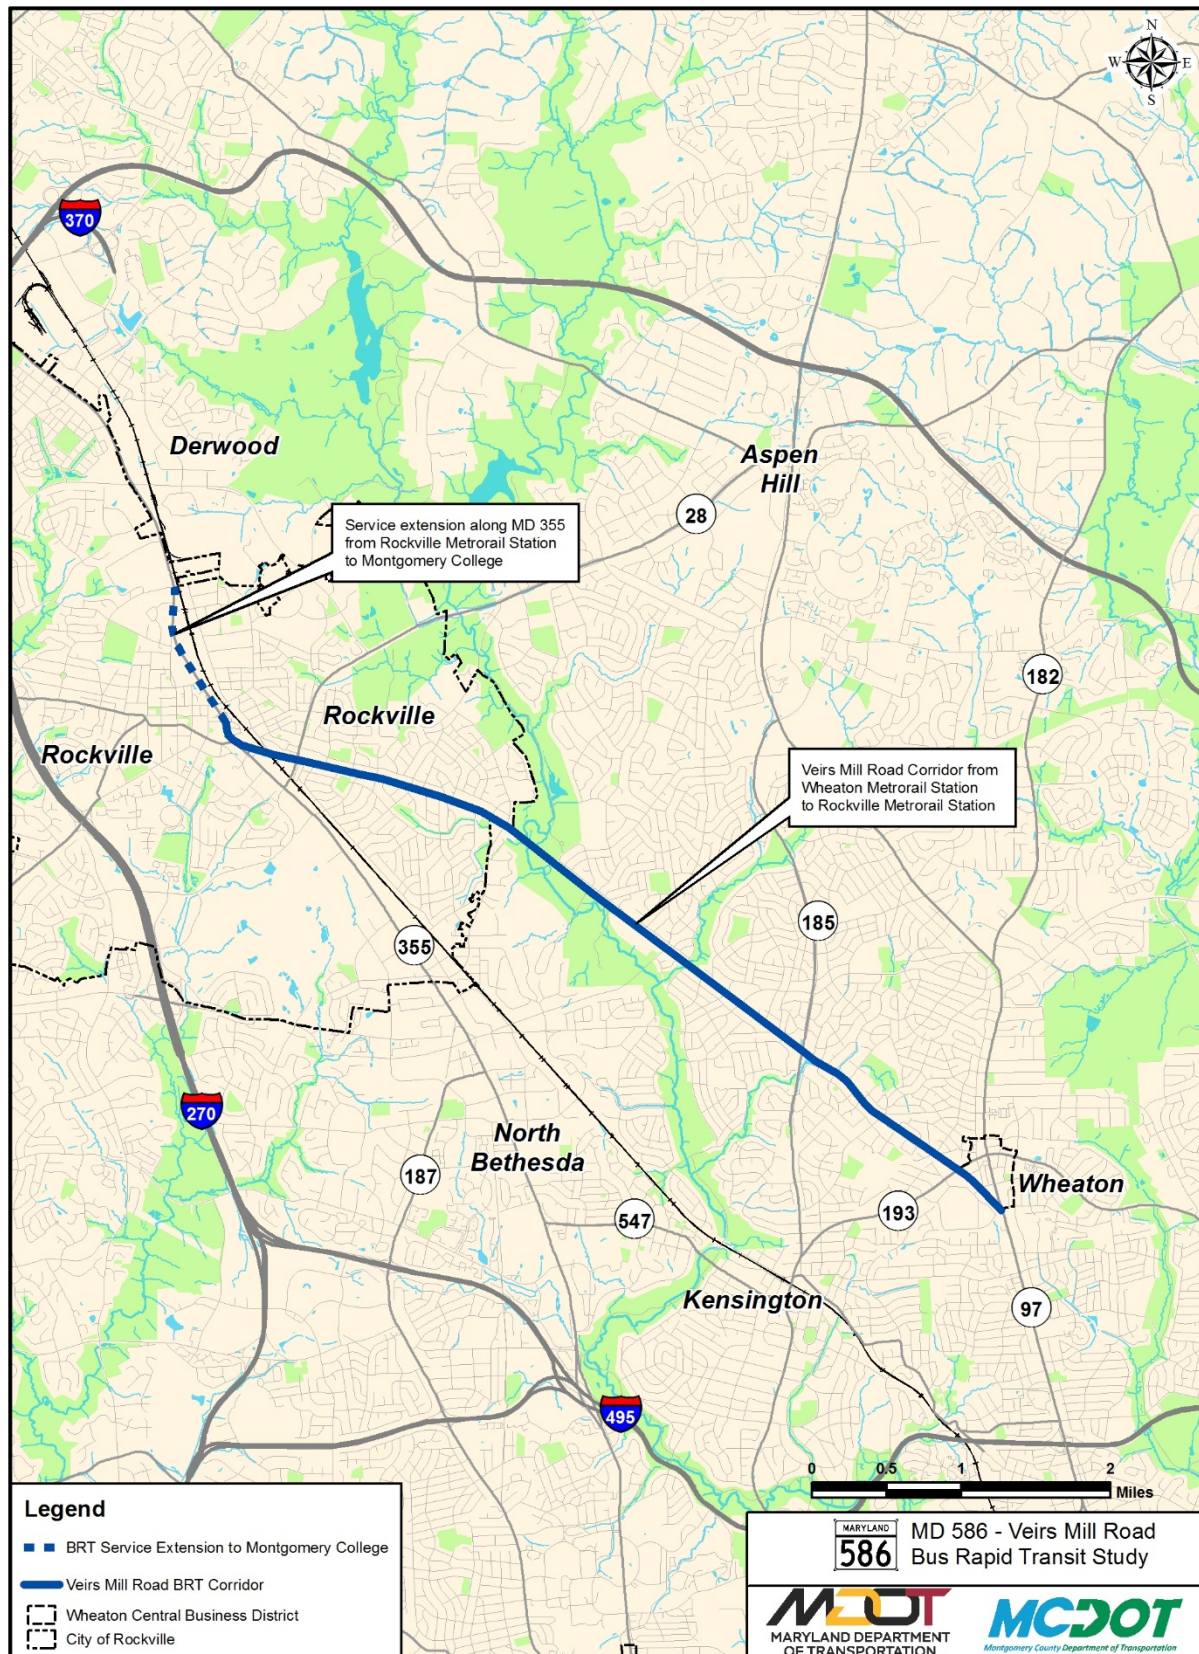 N
W E
S
370
Derwood
Aspen
Hill
28
Service extension along MD 355
from Rockville Metrorail Station
to Montgomery College
182
Rockville
Rockville
Veirs Mill Road Corridor from
Wheaton Metrorail Station
to Rockville Metrorail Station
185
355
270
North
Bethesda
187
Wheaton
193
547
Kensington
97
495
0 0.5 1 2
Miles
Legend
BRT Service Extension to Montgomery College
Veirs Mill Road BRT Corridor
Wheaton Central Business District
City of Rockville
MARYLAND
586
MD 586 - Veirs Mill Road
Bus Rapid Transit Study
MDOT
MARYLAND DEPARTMENT
OF TRANSPORTATION
MCDOT
Montgomery County Department of Transportation